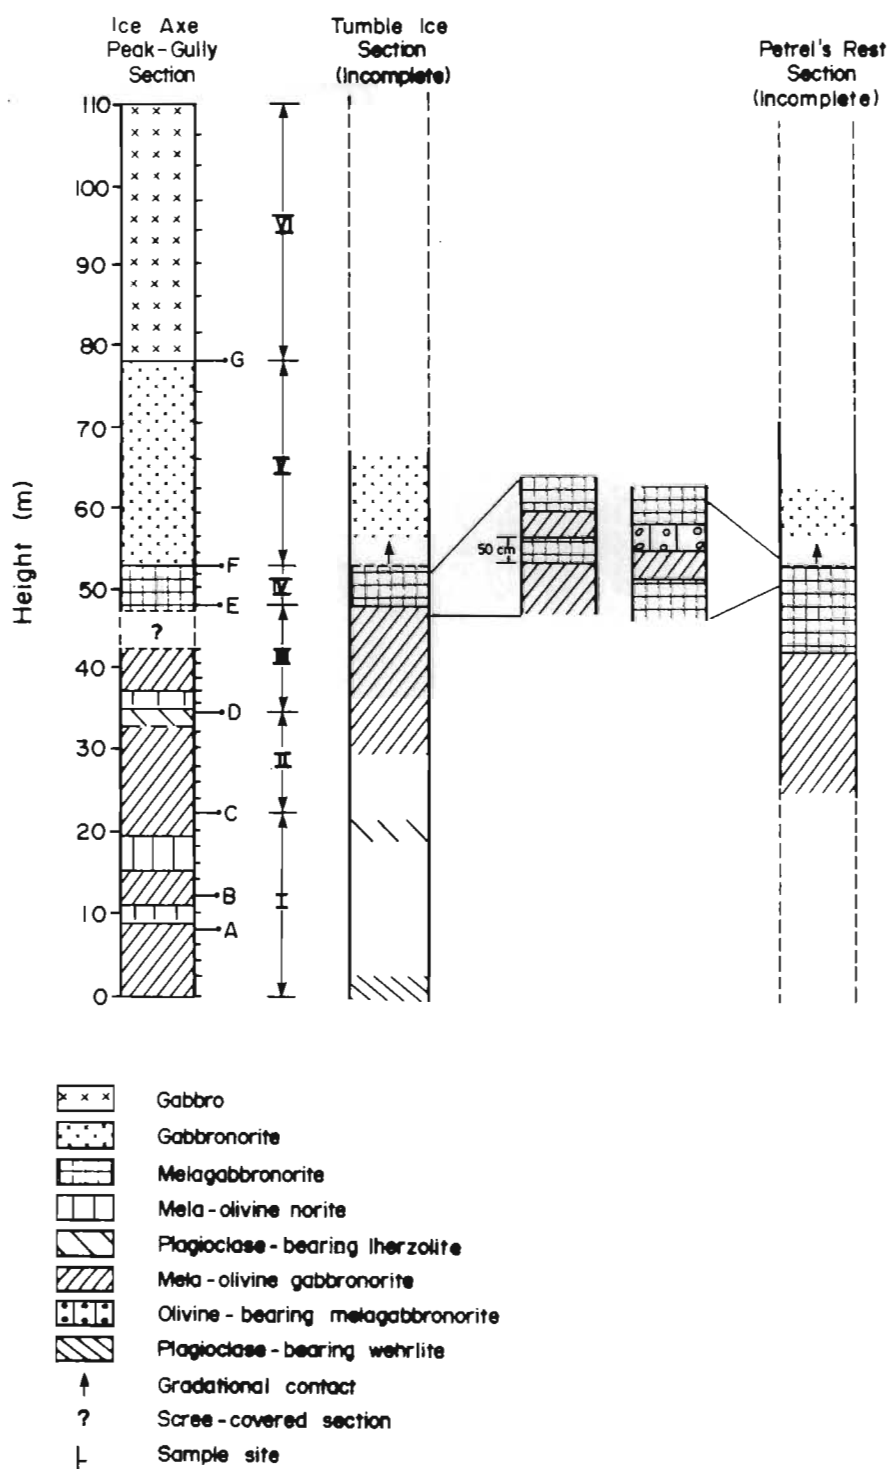 Ice Axe
Peak-Gully
Section
Tumble Ice
Section
(Incomplete)
Petrel's Rest
Section
(Incomplete)
Height (m)
110
100
90
80
70
60
50
40
30
20
10
0
?
G
F
E
D
C
B
A
VI
V
IV
III
II
I
50 cm
Gabbro
Gabbronorite
Melagabbronorite
Mela-olivine norite
Plagioclase-bearing lherzolite
Mela-olivine gabbronorite
Olivine-bearing melagabbronorite
Plagioclase-bearing wehrlite
Gradational contact
? Scree-covered section
Sample site